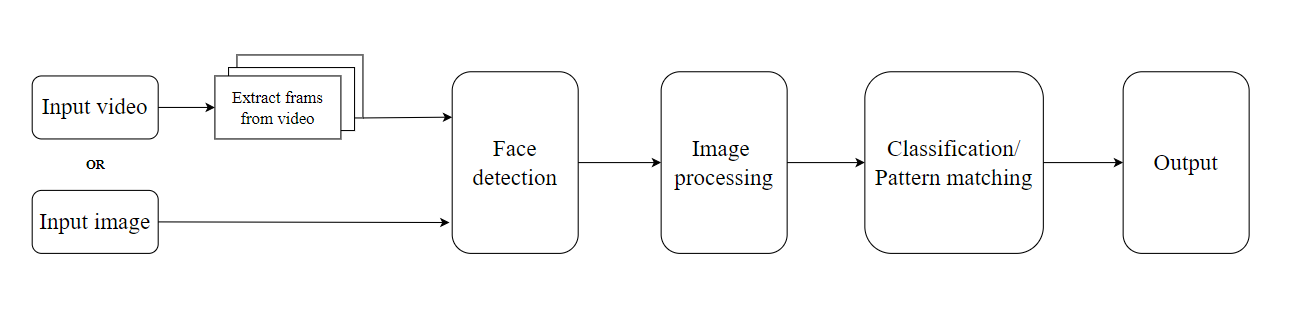 Input video
Extract frams
from video
OR
Input image
Face
detection
Image
processing
Classification/
Pattern matching
Output